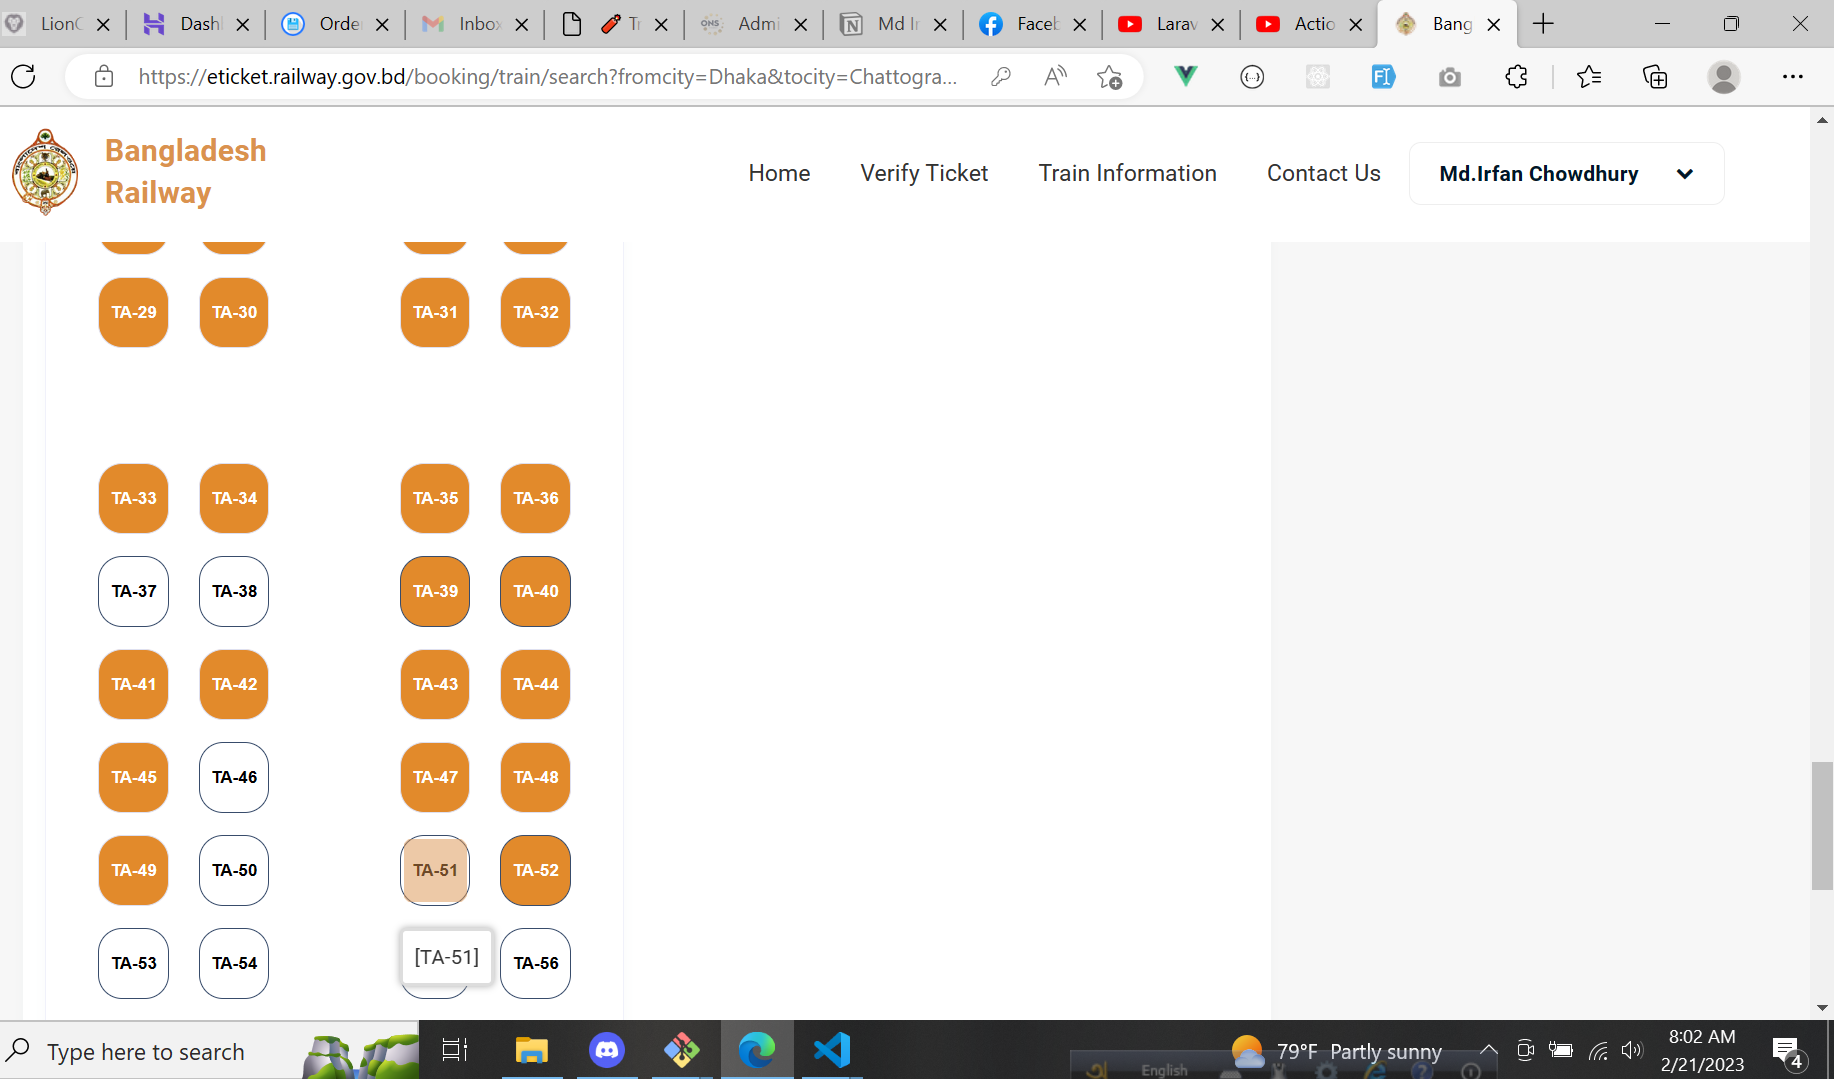 LionC
Dash
Order
Inbox
Tr
ONS
Admi
Md Ir
Faceb
Larav
Actio
Bang
https://eticket.railway.gov.bd/booking/train/search?fromcity=Dhaka&tocity=Chattogra...
Bangladesh
Railway
Home Verify Ticket Train Information Contact Us Md.Irfan Chowdhury
TA-29 TA-30 TA-31 TA-32
TA-33 TA-34 TA-35 TA-36
TA-37 TA-38 TA-39 TA-40
TA-41 TA-42 TA-43 TA-44
TA-45 TA-46 TA-47 TA-48
TA-49 TA-50 TA-51 TA-52
[TA-51]
TA-53 TA-54 TA-56
Type here to search
79°F Partly sunny
English
8:02 AM
2/21/2023
4